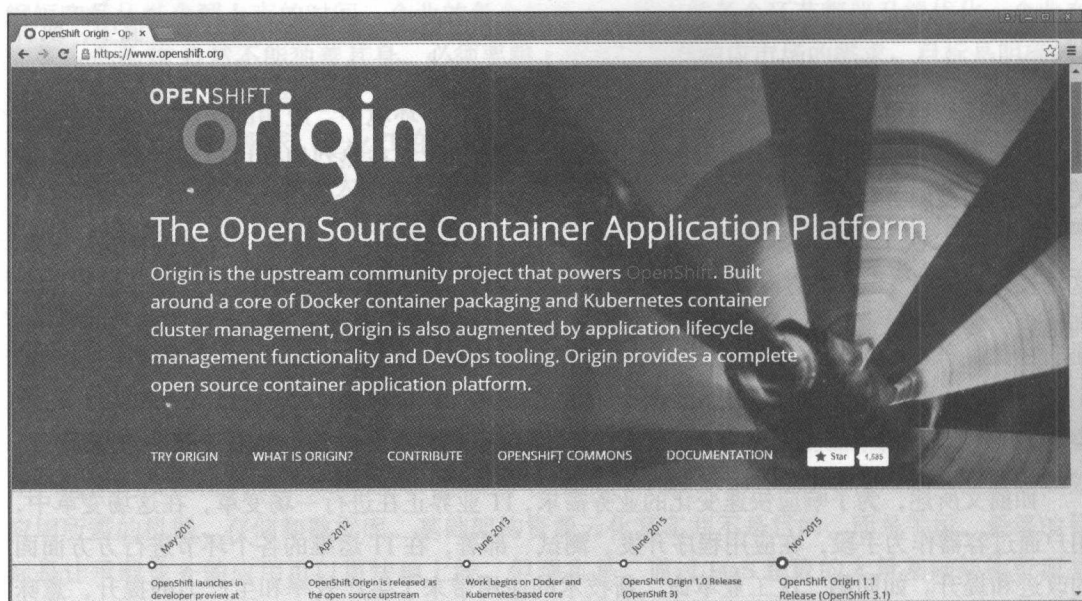 OpenShift Origin - Op
https://www.openshift.org
OPENSHIFT
origin
The Open Source Container Application Platform
Origin is the upstream community project that powers OpenShift. Built
around a core of Docker container packaging and Kubernetes container
cluster management, Origin is also augmented by application lifecycle
management functionality and DevOps tooling. Origin provides a complete
open source container application platform.
TRY ORIGIN
WHAT IS ORIGIN?
CONTRIBUTE
OPENSHIFT COMMONS
DOCUMENTATION
Star
May 2011
Apr 2012
June 2013
June 2015
Nov 2015
OpenShift launches in
developer preview at
OpenShift Origin is released as
the open source upstream
Work begins on Docker and
Kubernetes-based core
OpenShift Origin 1.0 Release
(OpenShift 3)
OpenShift Origin 1.1
Release (OpenShift 3.1)